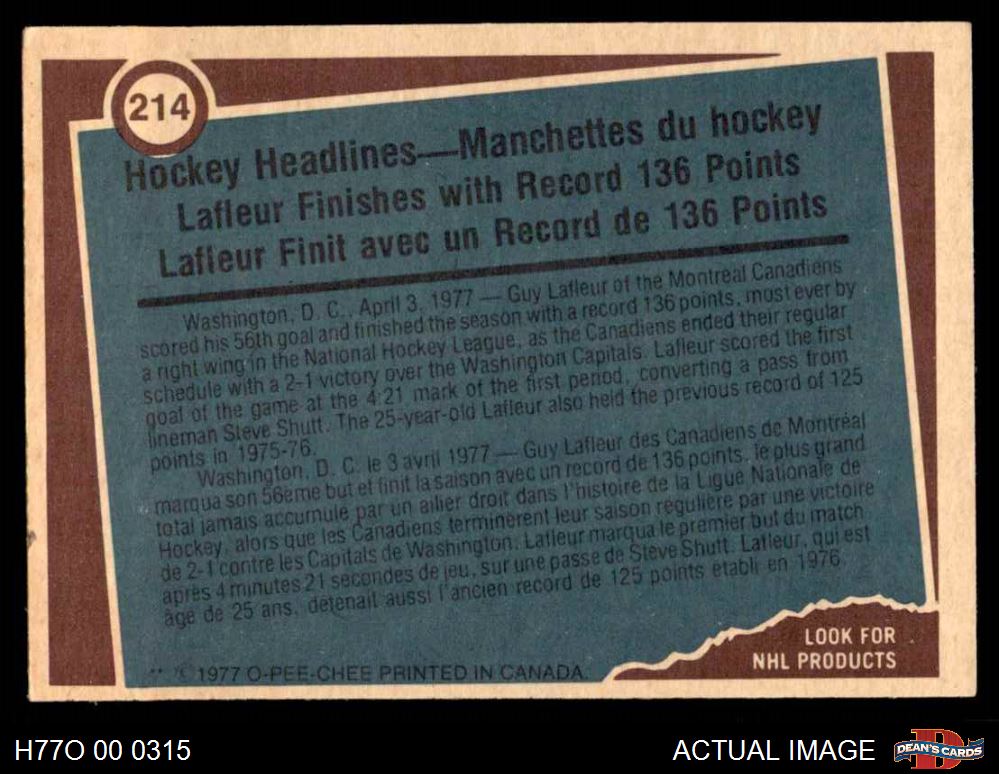 214
Hockey Headlines—Manchettes du hockey
Lafleur Finishes with Record 136 Points
Lafleur Finit avec un Record de 136 Points
Washington, D. C., April 3, 1977 — Guy Lafleur of the Montreal Canadiens
scored his 56th goal and finished the season with a record 136 points, most ever by
a right wing in the National Hockey League, as the Canadiens ended their regular
schedule with a 2-1 victory over the Washington Capitals. Lafleur scored the first
goal of the game at the 4:21 mark of the first period, converting a pass from
lineman Steve Shutt. The 25-year-old Lafleur also held the previous record of 125
points in 1975-76.
Washington, D. C. le 3 avril 1977 — Guy Lafleur des Canadiens de Montréal
marqua son 56ème but et finit la saison avec un record de 136 points, le plus grand
total jamais accumulé par un ailier droit dans l'histoire de la Ligue Nationale de
Hockey, alors que les Canadiens terminèrent leur saison régulière par une victoire
de 2-1 contre les Capitals de Washington. Lafleur marqua le premier but du match
après 4 minutes 21 secondes de jeu, sur une passe de Steve Shutt. Lafleur, qui est
âgé de 25 ans, détenait aussi l'ancien record de 125 points établi en 1976.
** © 1977 O-PEE-CHEE PRINTED IN CANADA.
LOOK FOR
NHL PRODUCTS
H77O 00 0315
ACTUAL IMAGE
DEAN'S CARDS